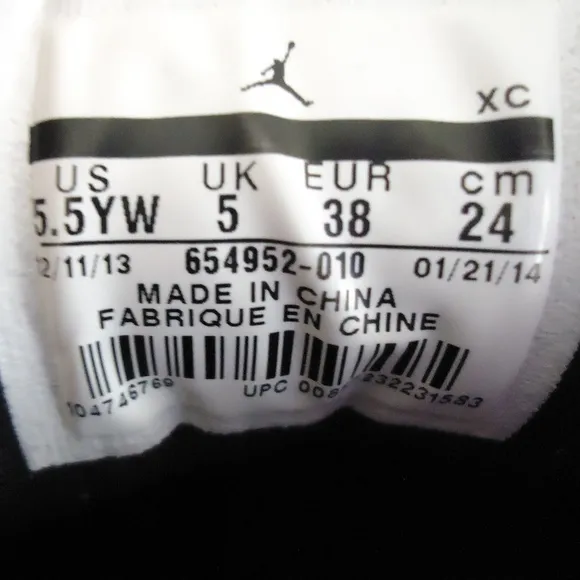 XC
US UK EUR cm
5.5YW 5 38 24
12/11/13 654952-010 01/21/14
MADE IN CHINA
FABRIQUE EN CHINE
UPC